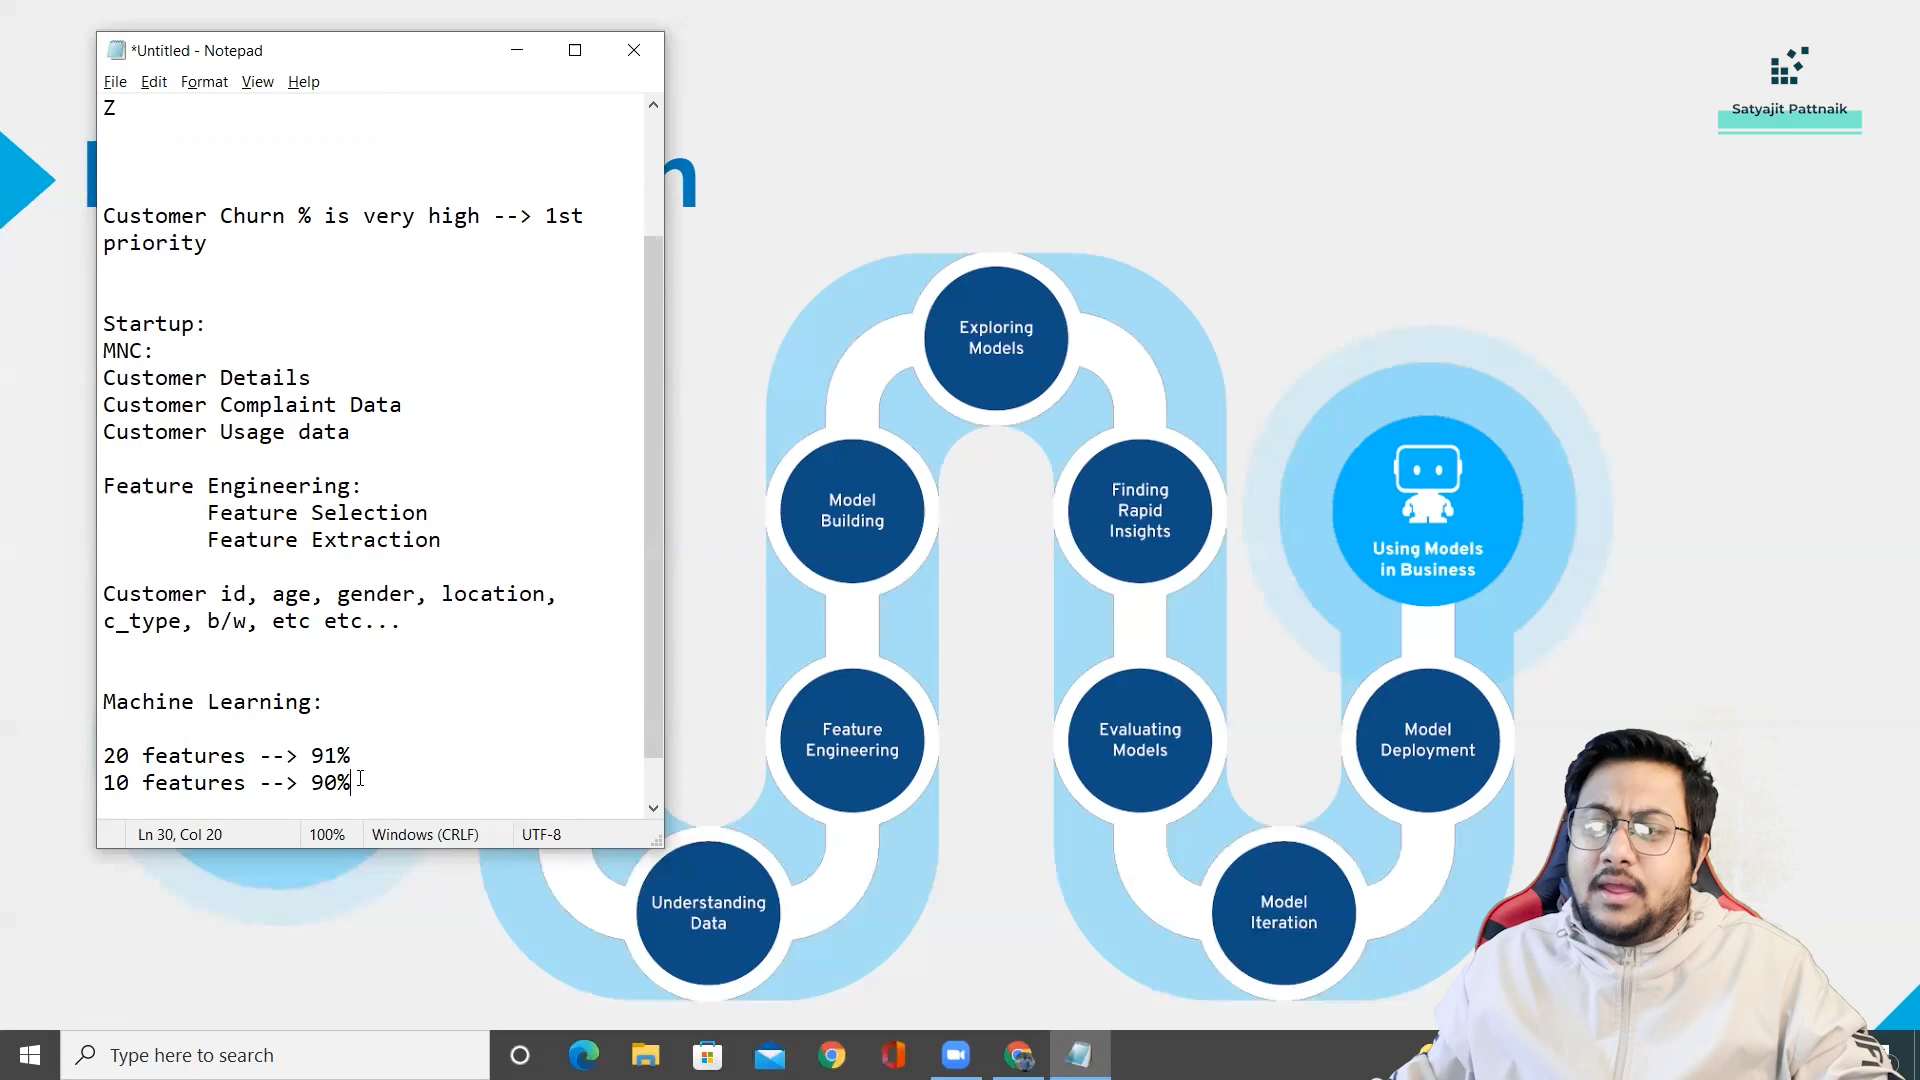 *Untitled - Notepad
File Edit Format View Help
Z
Customer Churn % is very high --> 1st
priority
Startup:
MNC:
Customer Details
Customer Complaint Data
Customer Usage data
Feature Engineering:
Feature Selection
Feature Extraction
Customer id, age, gender, location,
c_type, b/w, etc etc...
Machine Learning:
20 features --> 91%
10 features --> 90%
Ln 30, Col 20
100%
Windows (CRLF)
UTF-8
n
Satyajit Pattnaik
Understanding
Data
Feature
Engineering
Model
Building
Exploring
Models
Finding
Rapid
Insights
Evaluating
Models
Model
Iteration
Model
Deployment
Using Models
in Business
Type here to search